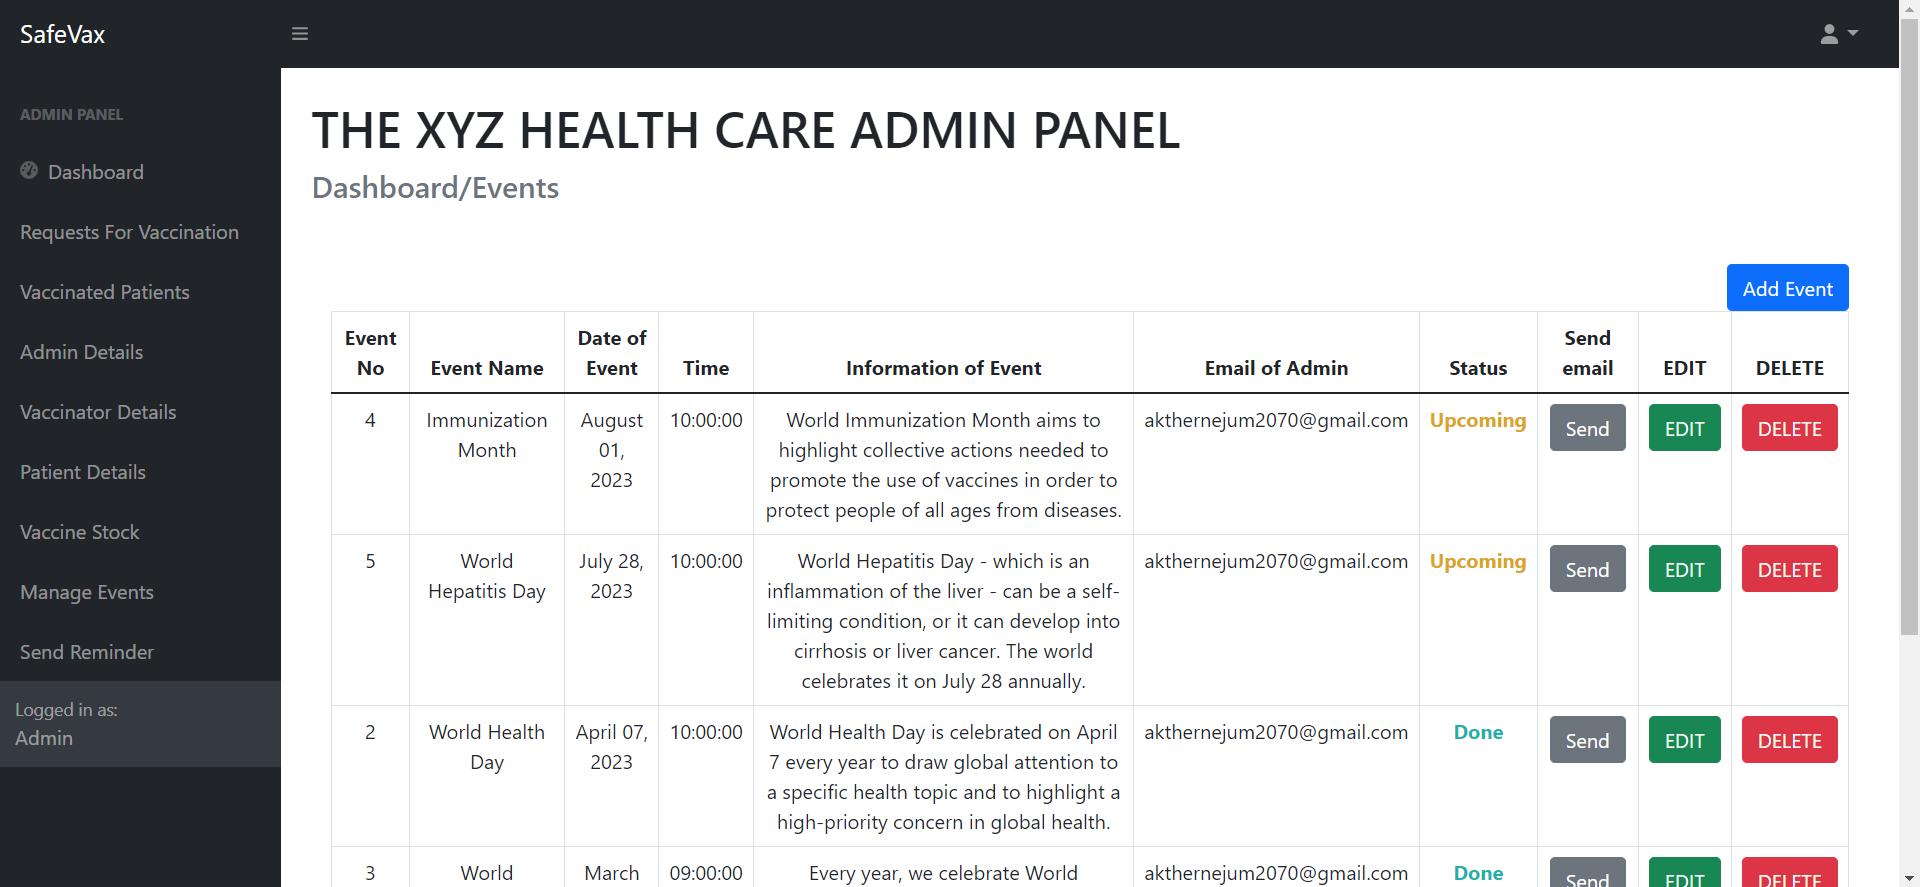 SafeVax
ADMIN PANEL
Dashboard
Requests For Vaccination
Vaccinated Patients
Admin Details
Vaccinator Details
Patient Details
Vaccine Stock
Manage Events
Send Reminder
Logged in as:
Admin
THE XYZ HEALTH CARE ADMIN PANEL
Dashboard/Events
Add Event
Event No | Event Name | Date of Event | Time | Information of Event | Email of Admin | Status | Send email | EDIT | DELETE
4
Immunization
Month
August
01,
2023
10:00:00
World Immunization Month aims to
highlight collective actions needed to
promote the use of vaccines in order to
protect people of all ages from diseases.
akthernejum2070@gmail.com
Upcoming
Send
EDIT
DELETE
5
World
Hepatitis Day
July 28,
2023
10:00:00
World Hepatitis Day - which is an
inflammation of the liver - can be a self-
limiting condition, or it can develop into
cirrhosis or liver cancer. The world
celebrates it on July 28 annually.
akthernejum2070@gmail.com
Upcoming
Send
EDIT
DELETE
2
World Health
Day
April 07,
2023
10:00:00
World Health Day is celebrated on April
7 every year to draw global attention to
a specific health topic and to highlight a
high-priority concern in global health.
akthernejum2070@gmail.com
Done
Send
EDIT
DELETE
3
World
March
09:00:00
Every year, we celebrate World
akthernejum2070@gmail.com
Done
Send
EDIT
DELETE